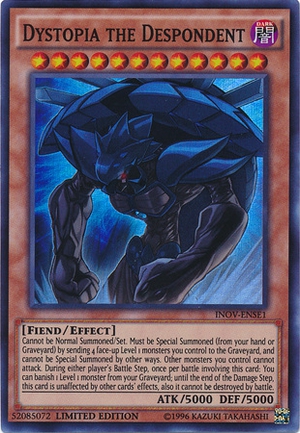 DYSTOPIA THE DESPONDENT
DARK
闇
INOV-ENSE1
[FIEND/EFFECT]
Cannot be Normal Summoned/Set. Must be Special Summoned (from your hand or
Graveyard) by sending 4 face-up Level 1 monsters you control to the Graveyard, and
cannot be Special Summoned by other ways. Other monsters you control cannot
attack. During either player's Battle Step, once per battle involving this card: You
can banish 1 Level 1 monster from your Graveyard; until the end of the Damage Step,
this card is unaffected by other cards' effects, also it cannot be destroyed by battle.
ATK/5000 DEF/5000
52085072 LIMITED EDITION
©1996 KAZUKI TAKAHASHI